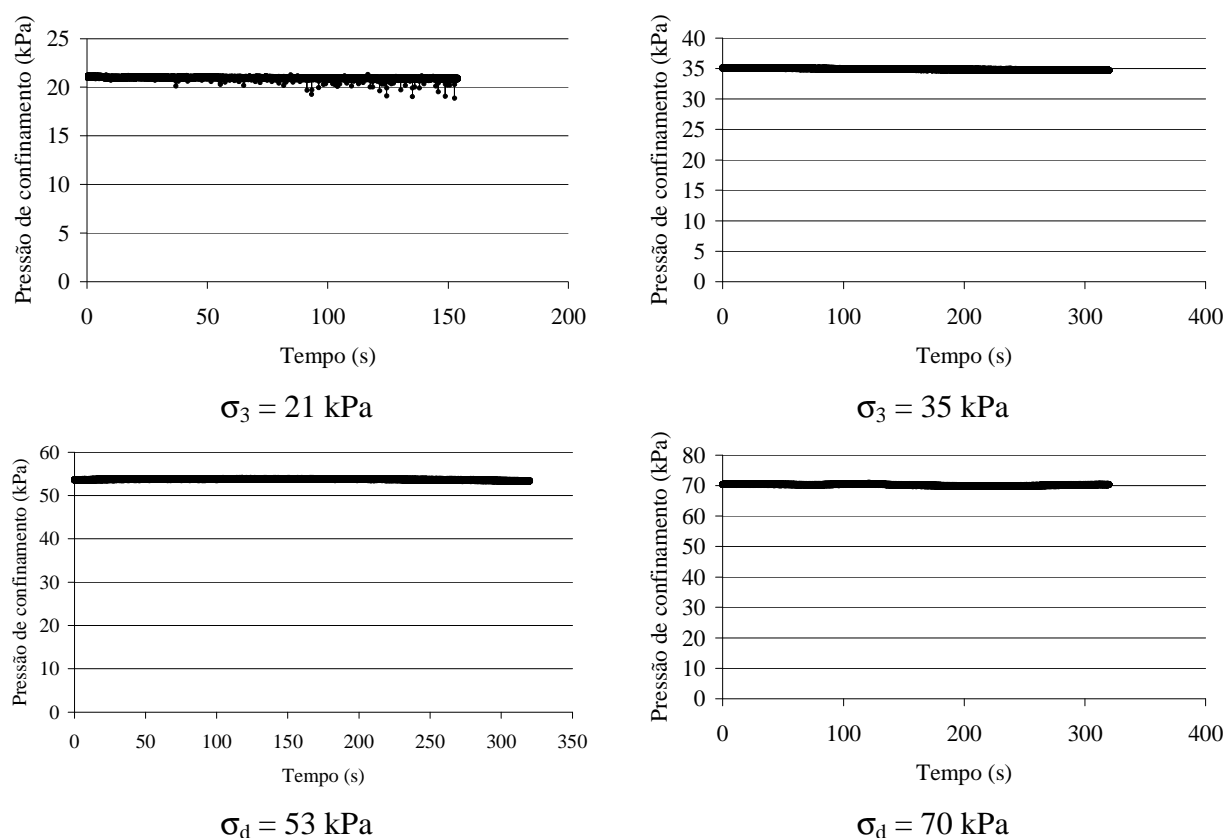 Pressão de confinamento (kPa)
25
20
15
10
5
0
0 50 100 150 200
Tempo (s)
σ3 = 21 kPa
Pressão de confinamento (kPa)
40
35
30
25
20
15
10
5
0
0 100 200 300 400
Tempo (s)
σ3 = 35 kPa
Pressão de confinamento (kPa)
60
50
40
30
20
10
0
0 50 100 150 200 250 300 350
Tempo (s)
σd = 53 kPa
Pressão de confinamento (kPa)
80
70
60
50
40
30
20
10
0
0 100 200 300 400
Tempo (s)
σd = 70 kPa